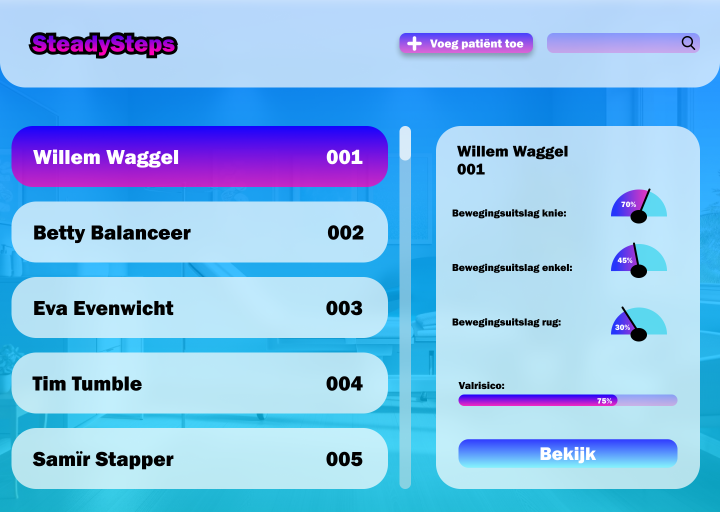 SteadySteps
Voeg patiënt toe
Willem Waggel 001
Betty Balanceer 002
Eva Evenwicht 003
Tim Tumble 004
Samïr Stapper 005
Willem Waggel
001
Bewegingsuitslag knie: 70%
Bewegingsuitslag enkel: 45%
Bewegingsuitslag rug: 30%
Valrisico:
75%
Bekijk